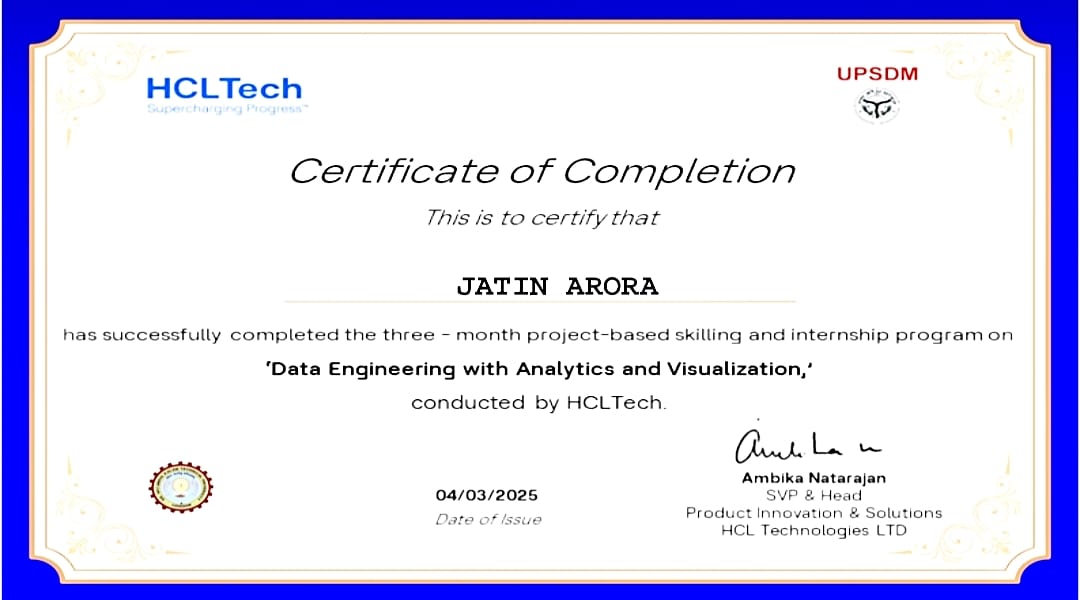 HCLTech
Supercharging Progress™
UPSDM
Certificate of Completion
This is to certify that
JATIN ARORA
has successfully completed the three - month project-based skilling and internship program on
‘Data Engineering with Analytics and Visualization,’
conducted by HCLTech.
04/03/2025
Date of Issue
Ambika Natarajan
SVP & Head
Product Innovation & Solutions
HCL Technologies LTD